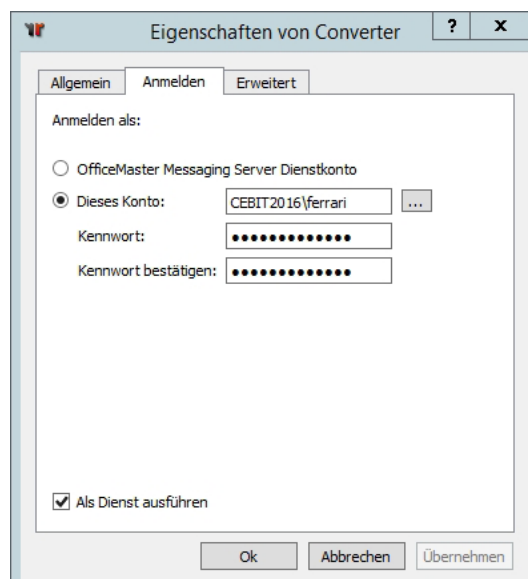 Eigenschaften von Converter ? x
Allgemein Anmelden Erweitert
Anmelden als:
OfficeMaster Messaging Server Dienstkonto
Dieses Konto: CEBIT2016\ferrari ...
Kennwort: ●●●●●●●●●●●●●
Kennwort bestätigen: ●●●●●●●●●●●●●
Als Dienst ausführen
Ok Abbrechen Übernehmen